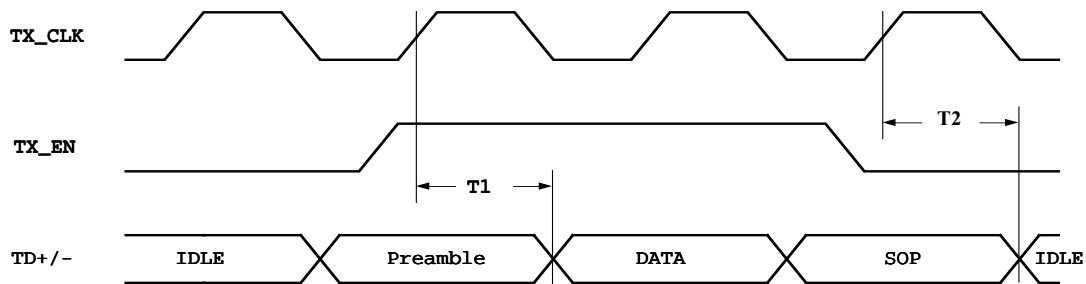 TX_CLK
T2
TX_EN
T1
TD+/- IDLE Preamble DATA SOP IDLE